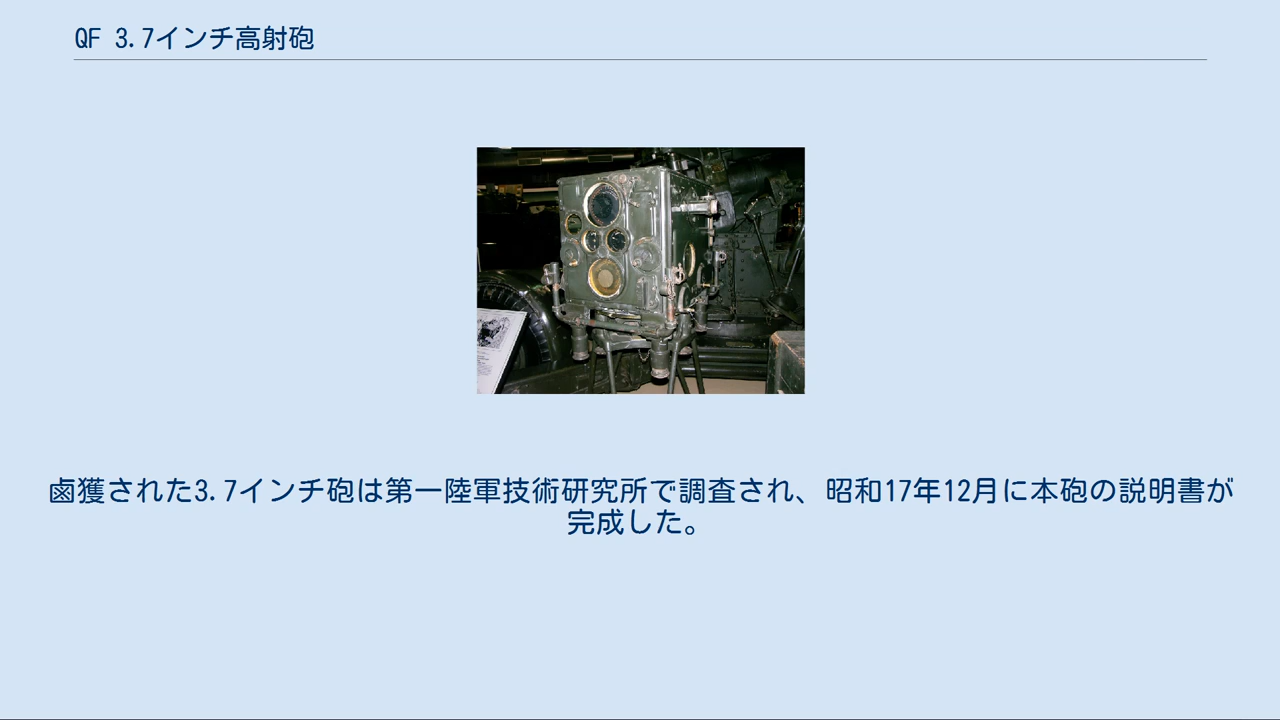 QF 3.7インチ高射砲
鹵獲された3.7インチ砲は第一陸軍技術研究所で調査され、昭和17年12月に本砲の説明書が
完成した。